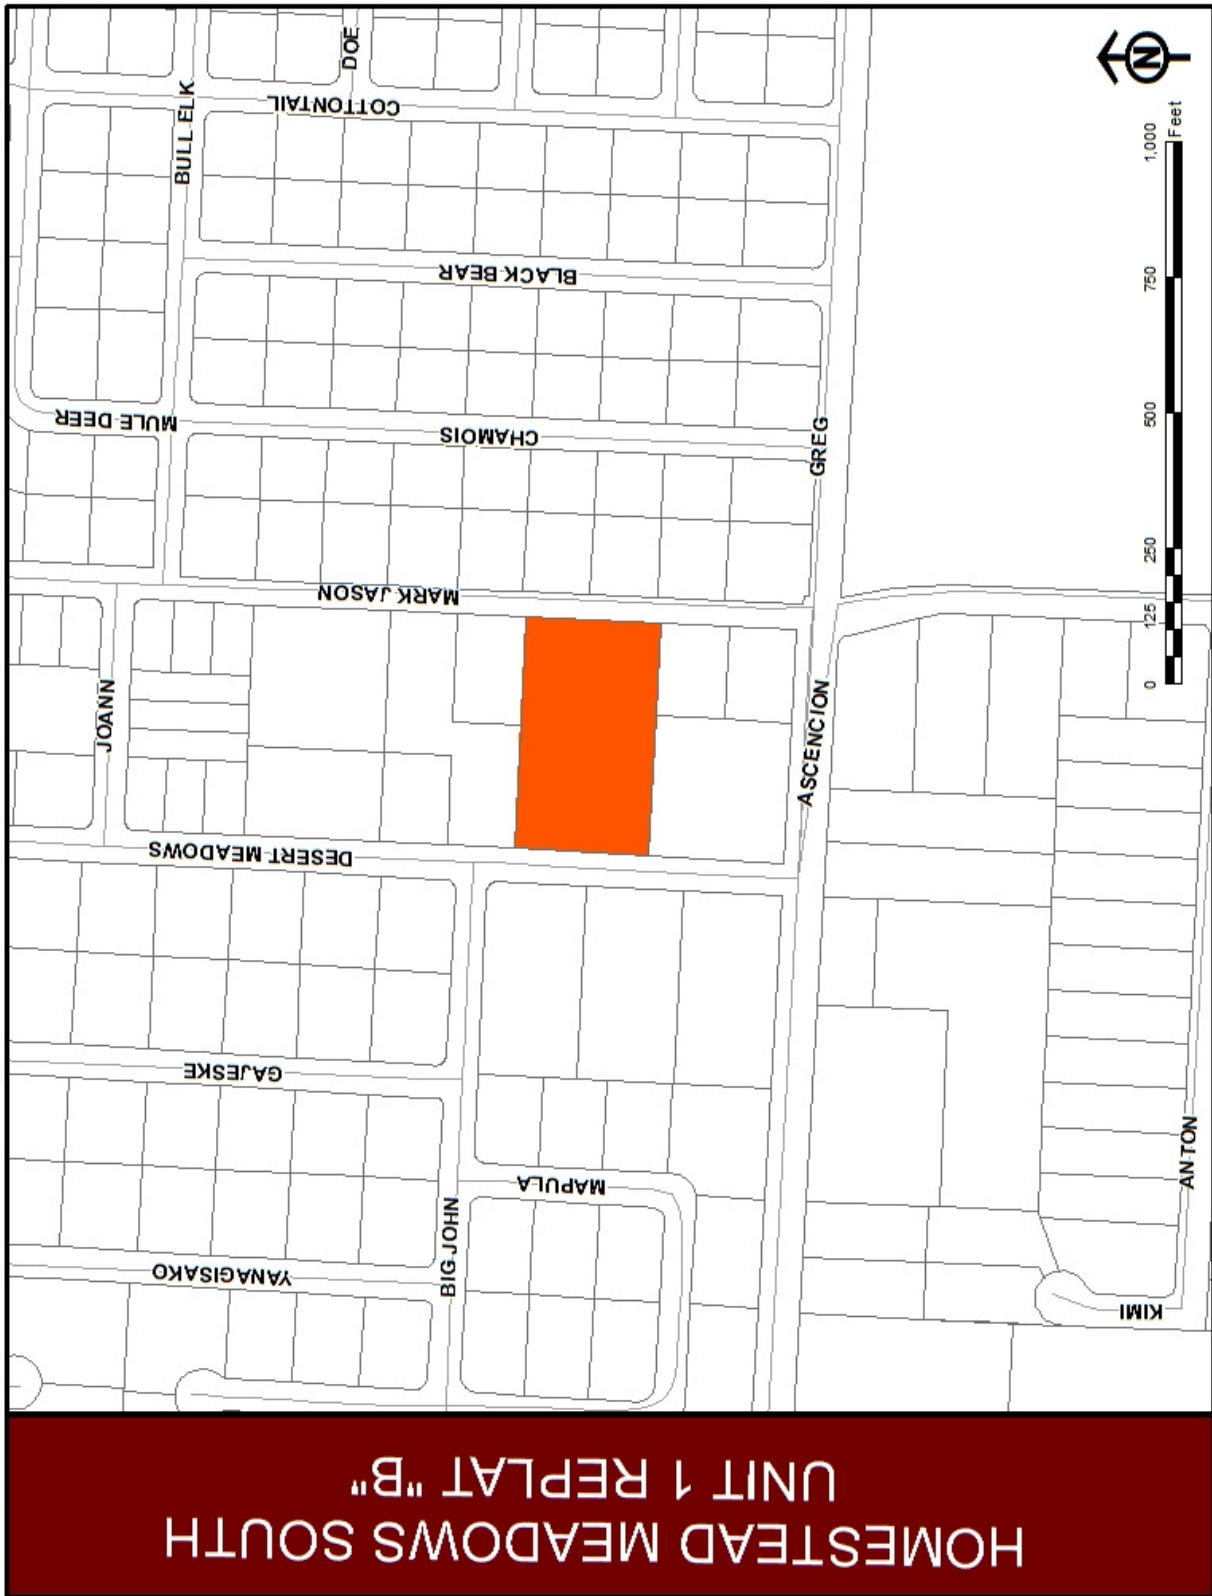 HOMESTEAD MEADOWS SOUTH
UNIT 1 REPLAT "B"
KIMI
ANTON
MAPULA
BIG JOHN
YANAGISAKO
GAJESKE
DESERT MEADOWS
ASCENCION
JOANN
MARK JASON
GREG
CHAMOIS
MULE DEER
BLACK BEAR
BULL ELK
COTTONTAIL
DOE
0 125 250 500 750 1,000
Feet
N